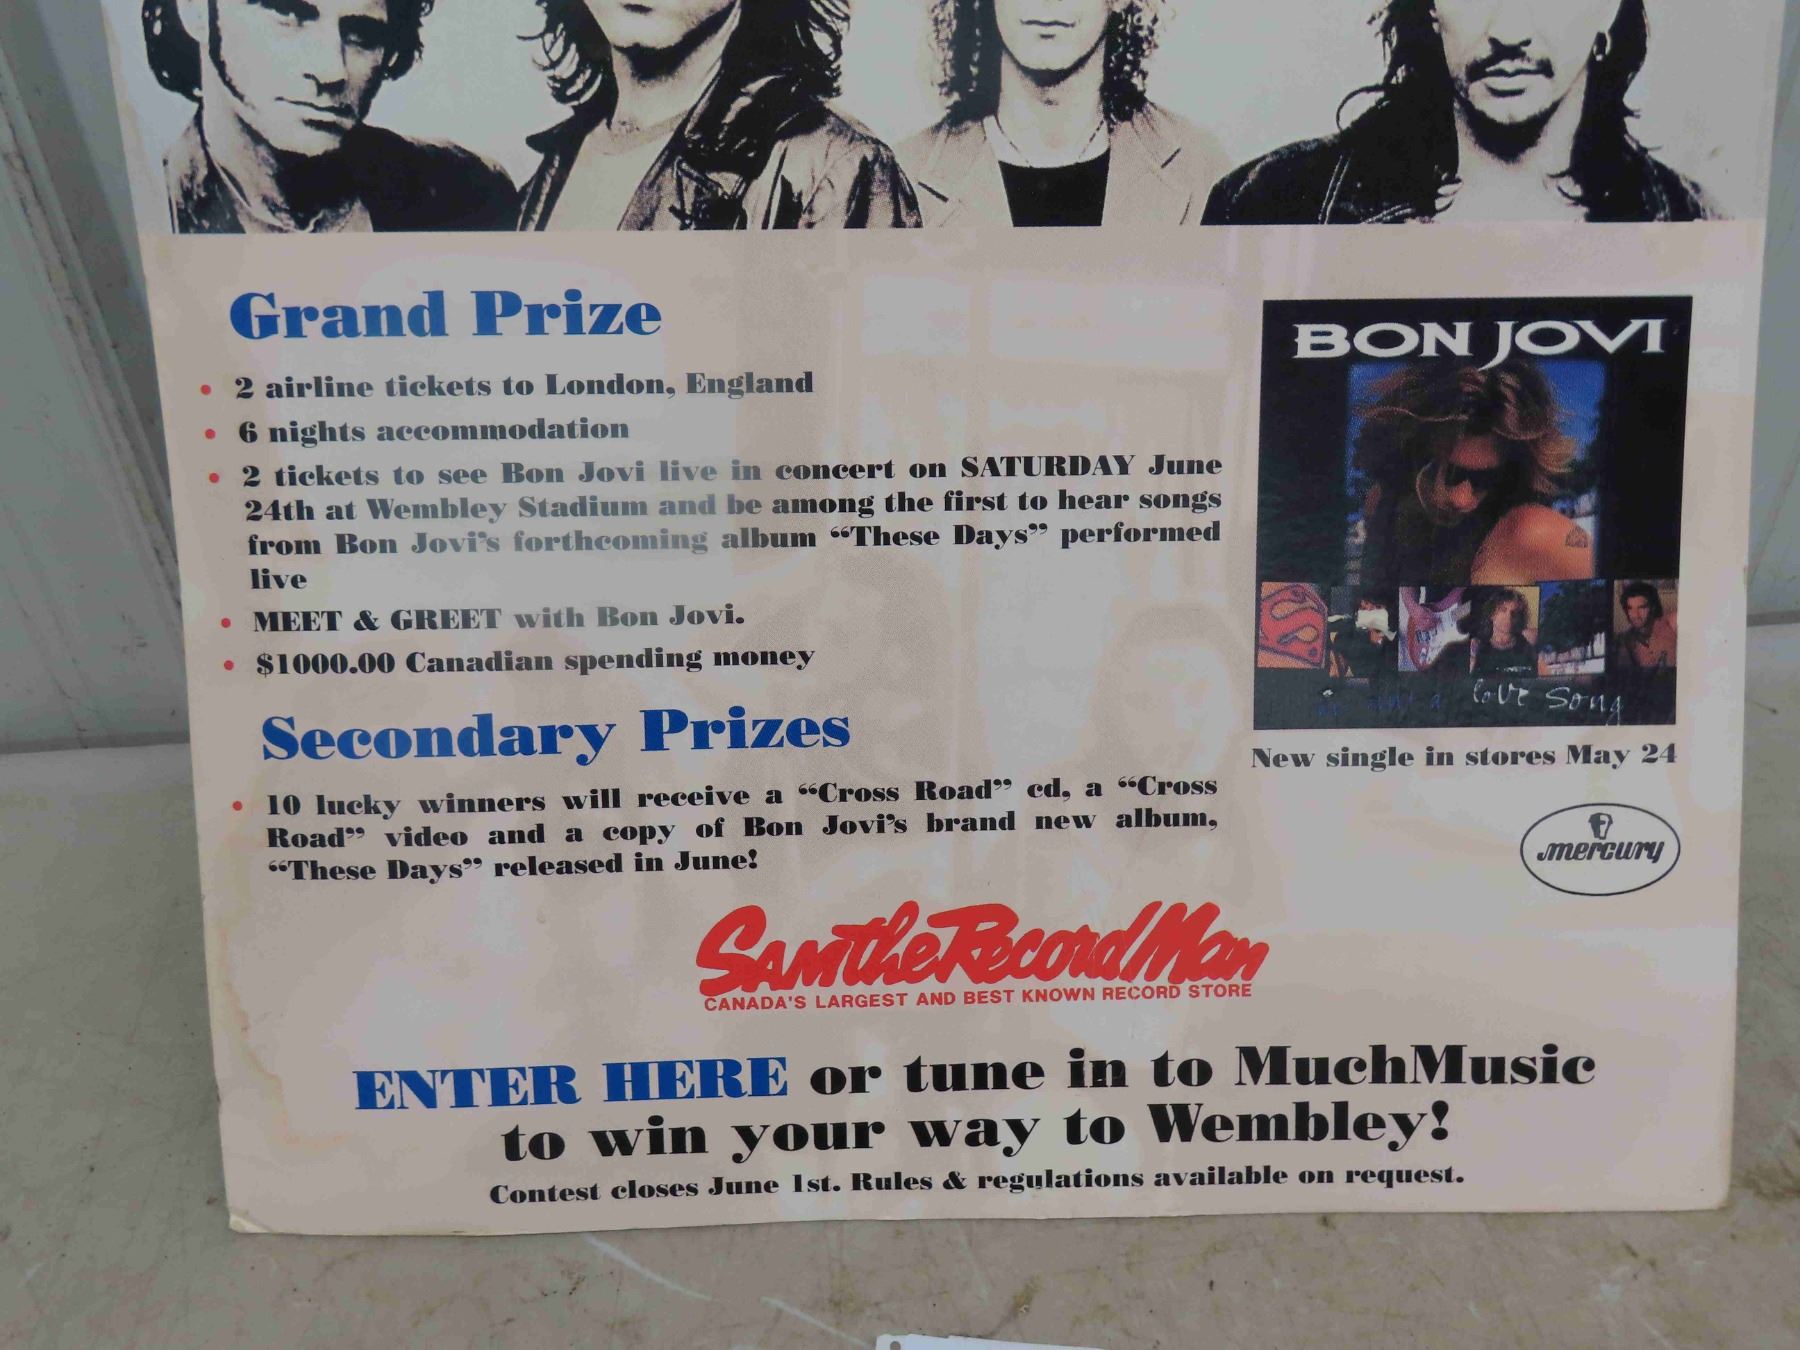 Grand Prize
• 2 airline tickets to London, England
• 6 nights accommodation
• 2 tickets to see Bon Jovi live in concert on SATURDAY June
24th at Wembley Stadium and be among the first to hear songs
from Bon Jovi's forthcoming album “These Days” performed
live
• MEET & GREET with Bon Jovi.
• $1000.00 Canadian spending money
Secondary Prizes
• 10 lucky winners will receive a “Cross Road” cd, a “Cross
Road” video and a copy of Bon Jovi's brand new album,
“These Days” released in June!
BON JOVI
a love song
New single in stores May 24
mercury
Sam the Record Man
CANADA'S LARGEST AND BEST KNOWN RECORD STORE
ENTER HERE or tune in to MuchMusic
to win your way to Wembley!
Contest closes June 1st. Rules & regulations available on request.